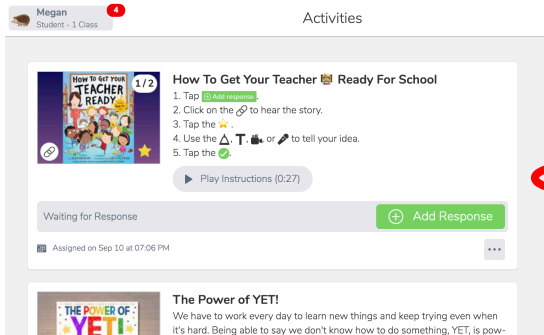 Megan
4
Student - 1 Class
Activities
HOW TO GET YOUR
TEACHER
READY
1/2
How To Get Your Teacher Ready For School
1. Tap Add response.
2. Click on the to hear the story.
3. Tap the .
4. Use the , T, , or to tell your idea.
5. Tap the .
Play Instructions (0:27)
Waiting for Response
Add Response
Assigned on Sep 10 at 07:06 PM
THE POWER OF
YET!
The Power of YET!
We have to work every day to learn new things and keep trying even when
it's hard. Being able to say we don't know how to do something, YET, is pow-